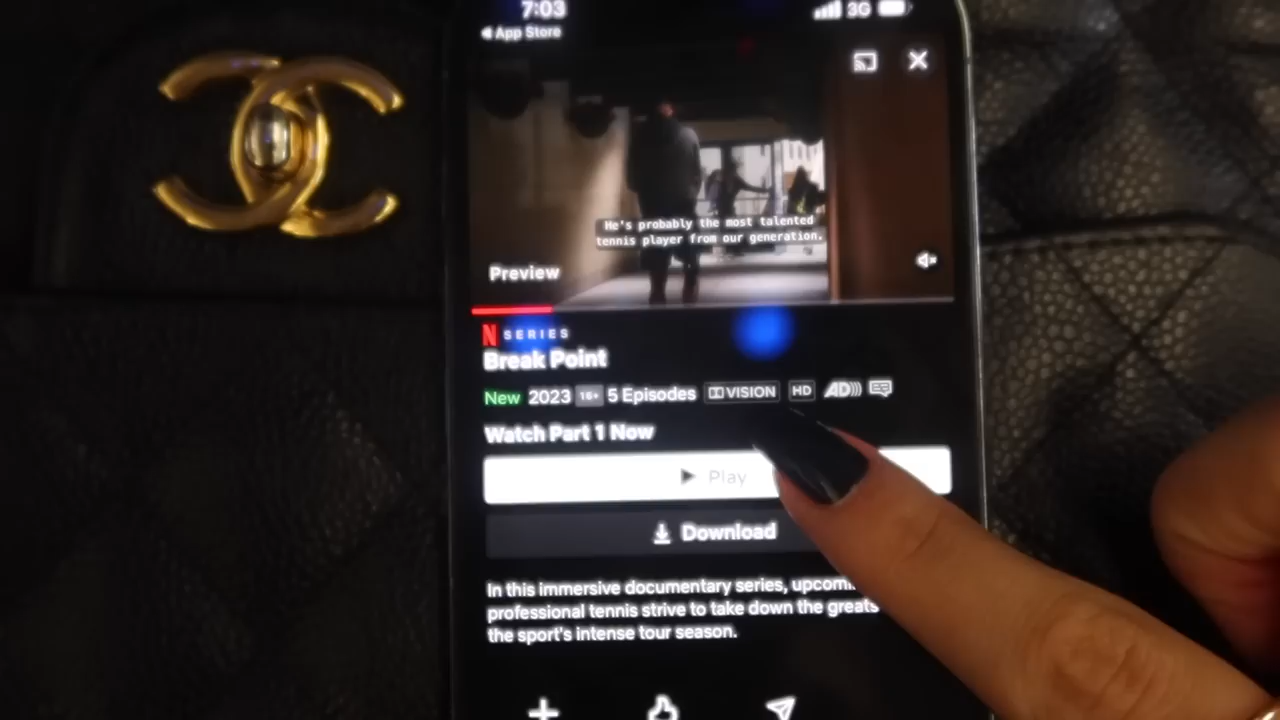 7:03
3G
App Store
He's probably the most talented
tennis player from our generation.
Preview
N SERIES
Break Point
New 2023 16+ 5 Episodes VISION HD AD
Watch Part 1 Now
Play
Download
In this immersive documentary series,
professional tennis strive to take down the greats
the sport's intense tour season.